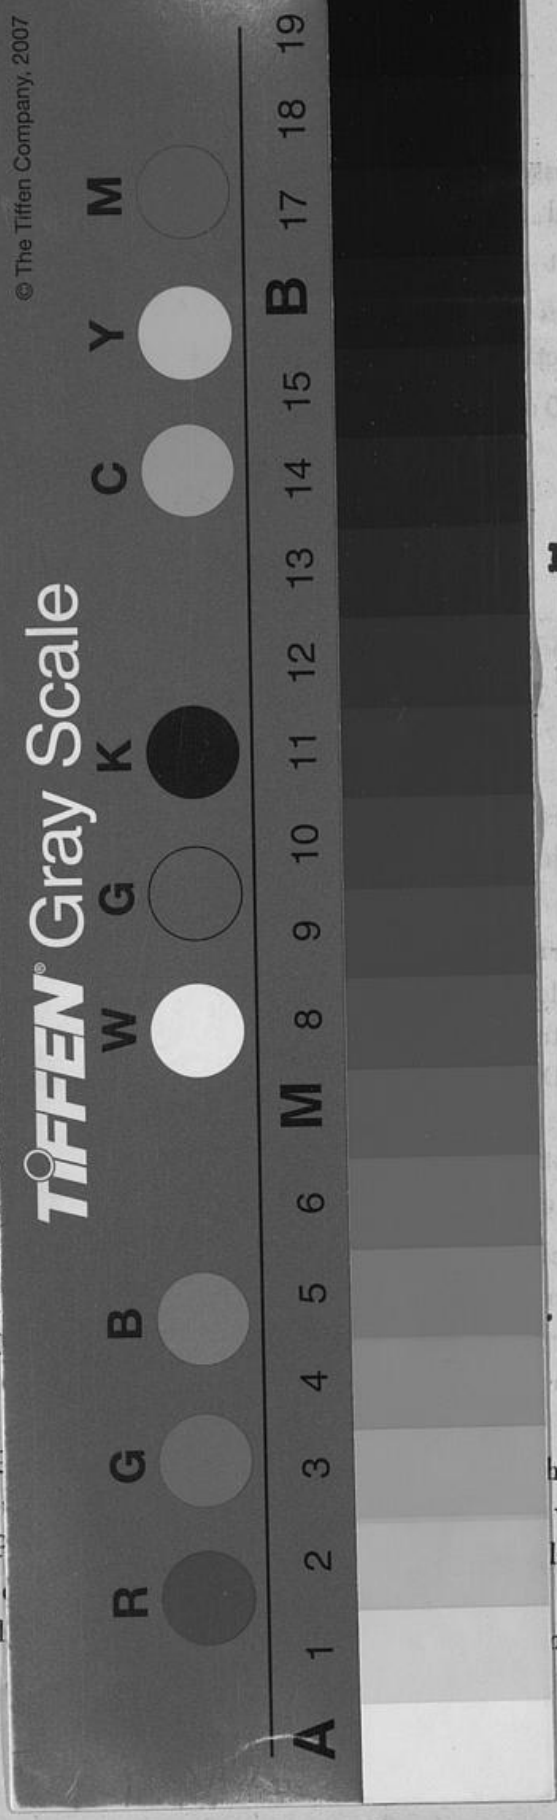 © The Tiffen Company, 2007
TIFFEN® Gray Scale
R G B W G K C Y M
A 1 2 3 4 5 6 M 8 9 10 11 12 13 14 15 B 17 18 19